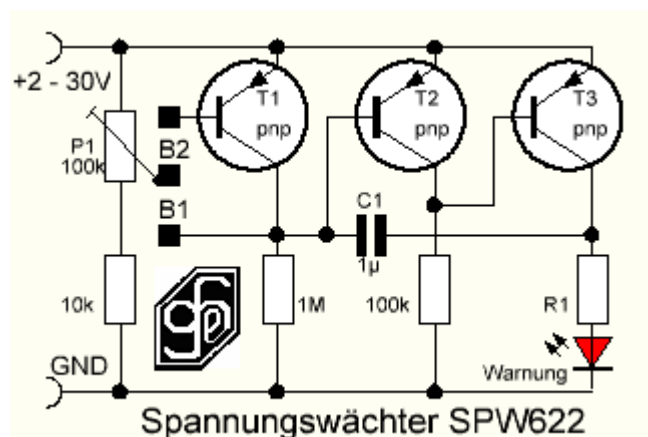 +2 - 30V
T1
pnp
T2
pnp
T3
pnp
P1
100k
B2
B1
C1
1µ
10k
1M
100k
R1
GND
Warnung
Spannungswächter SPW622